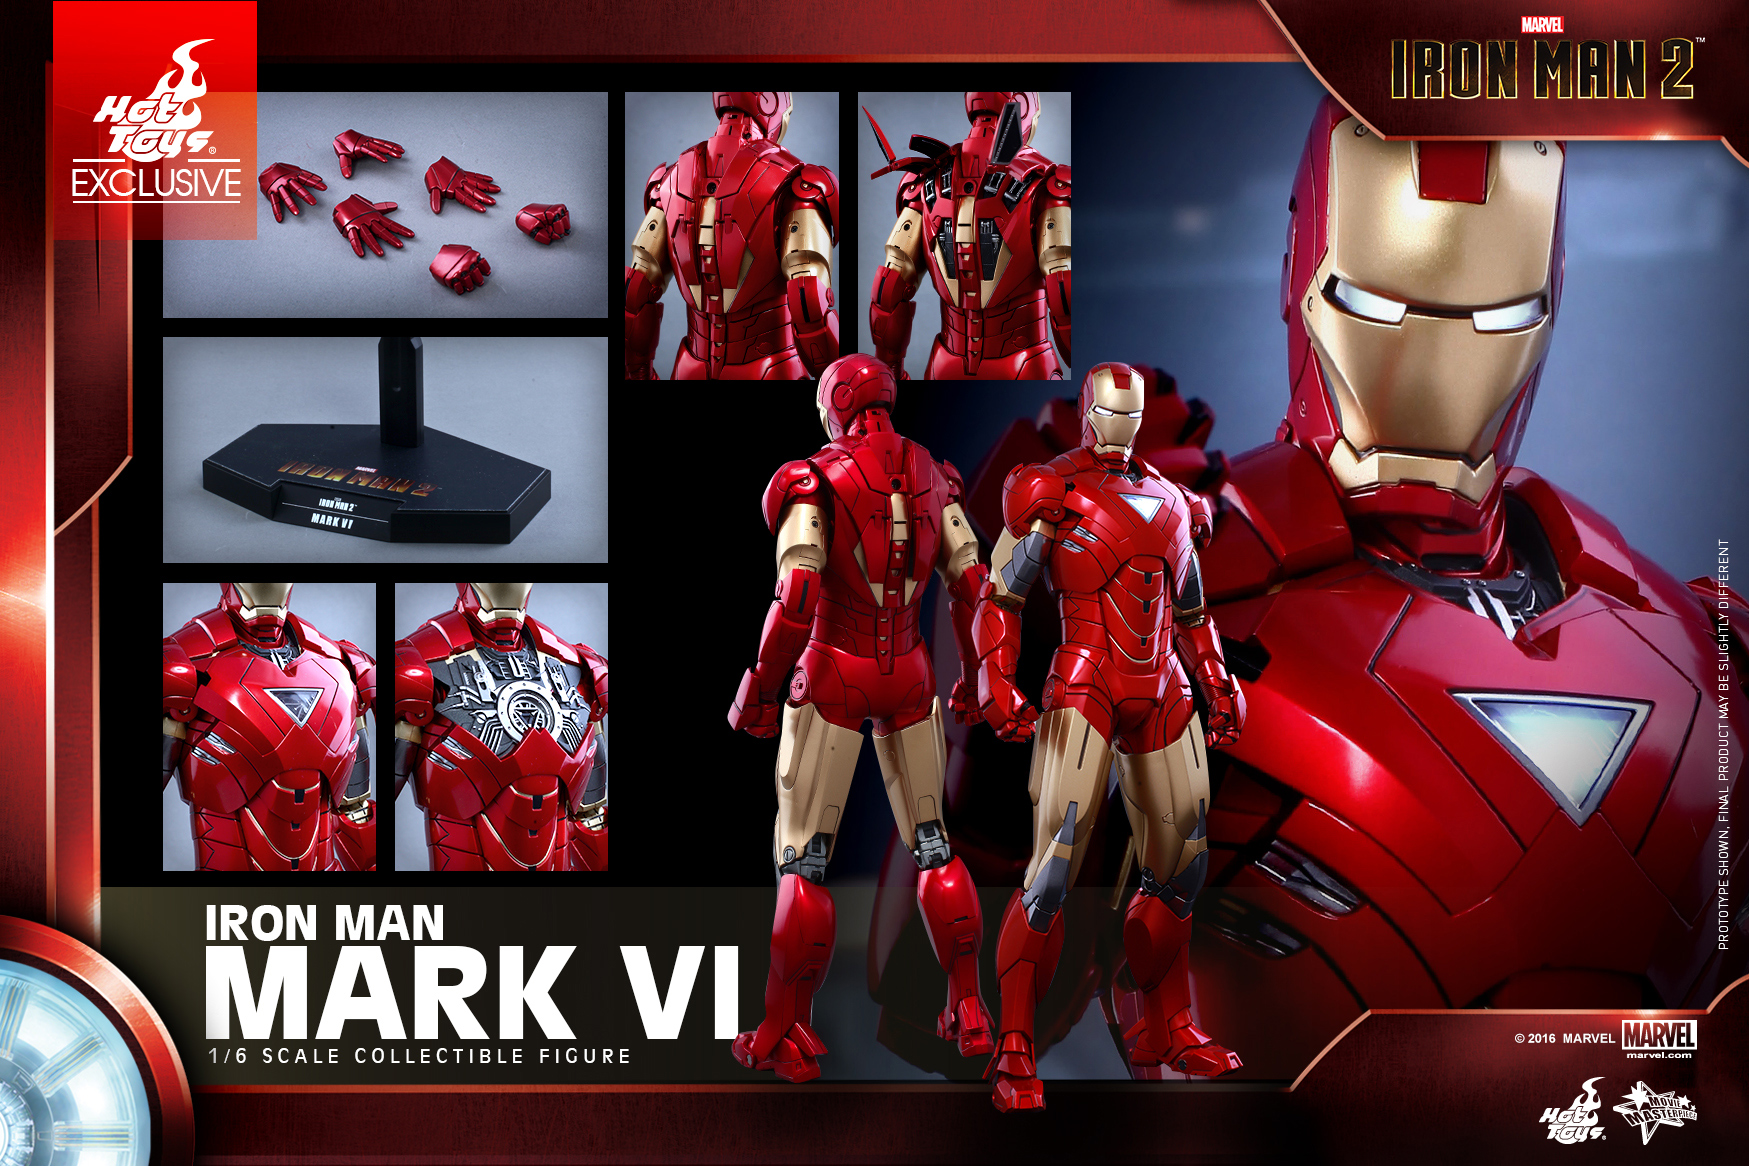 Hot
Toys®
EXCLUSIVE
MARVEL
IRON MAN 2™
MARVEL
IRON MAN 2
IRON MAN 2
MARK VI
PROTOTYPE SHOWN, FINAL PRODUCT MAY BE SLIGHTLY DIFFERENT
IRON MAN
MARK VI
1/6 SCALE COLLECTIBLE FIGURE
© 2016 MARVEL MARVEL
marvel.com
Hot
Toys®
MOVIE
MASTERPIECE